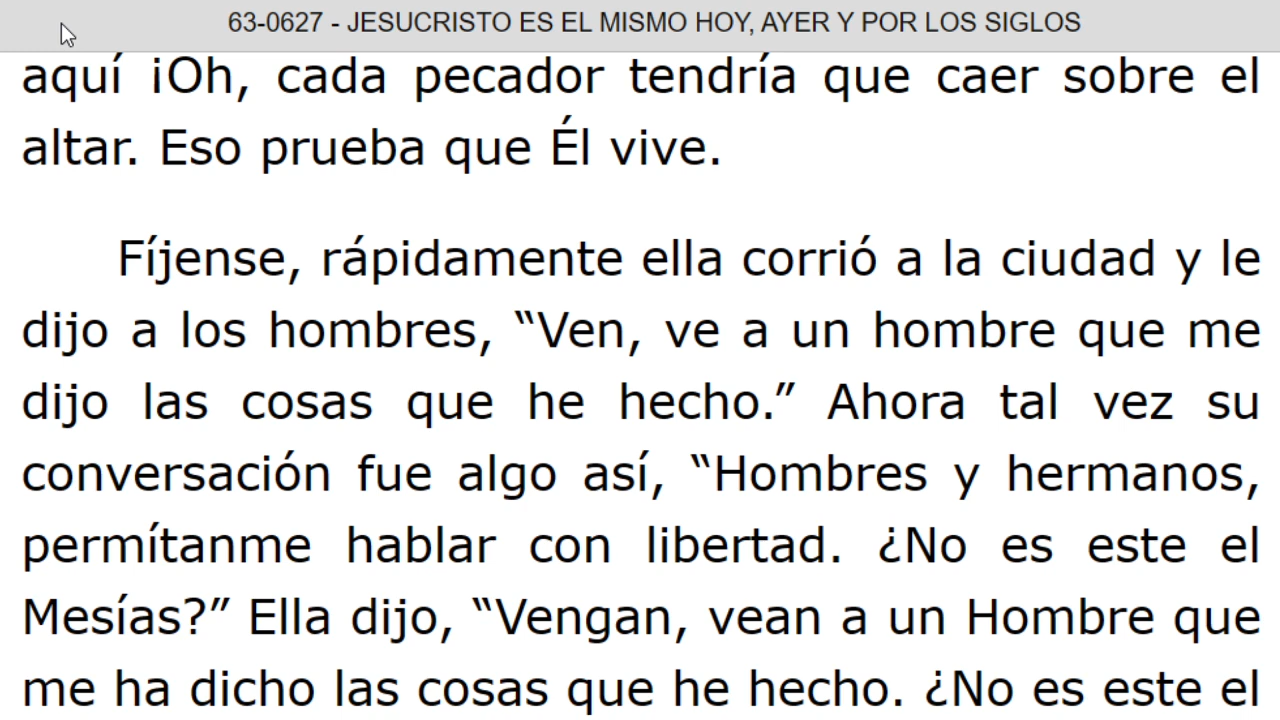 63-0627 - JESUCRISTO ES EL MISMO HOY, AYER Y POR LOS SIGLOS
aquí ¡Oh, cada pecador tendría que caer sobre el
altar. Eso prueba que Él vive.
Fíjense, rápidamente ella corrió a la ciudad y le
dijo a los hombres, “Ven, ve a un hombre que me
dijo las cosas que he hecho.” Ahora tal vez su
conversación fue algo así, “Hombres y hermanos,
permítanme hablar con libertad. ¿No es este el
Mesías?” Ella dijo, “Vengan, vean a un Hombre que
me ha dicho las cosas que he hecho. ¿No es este el